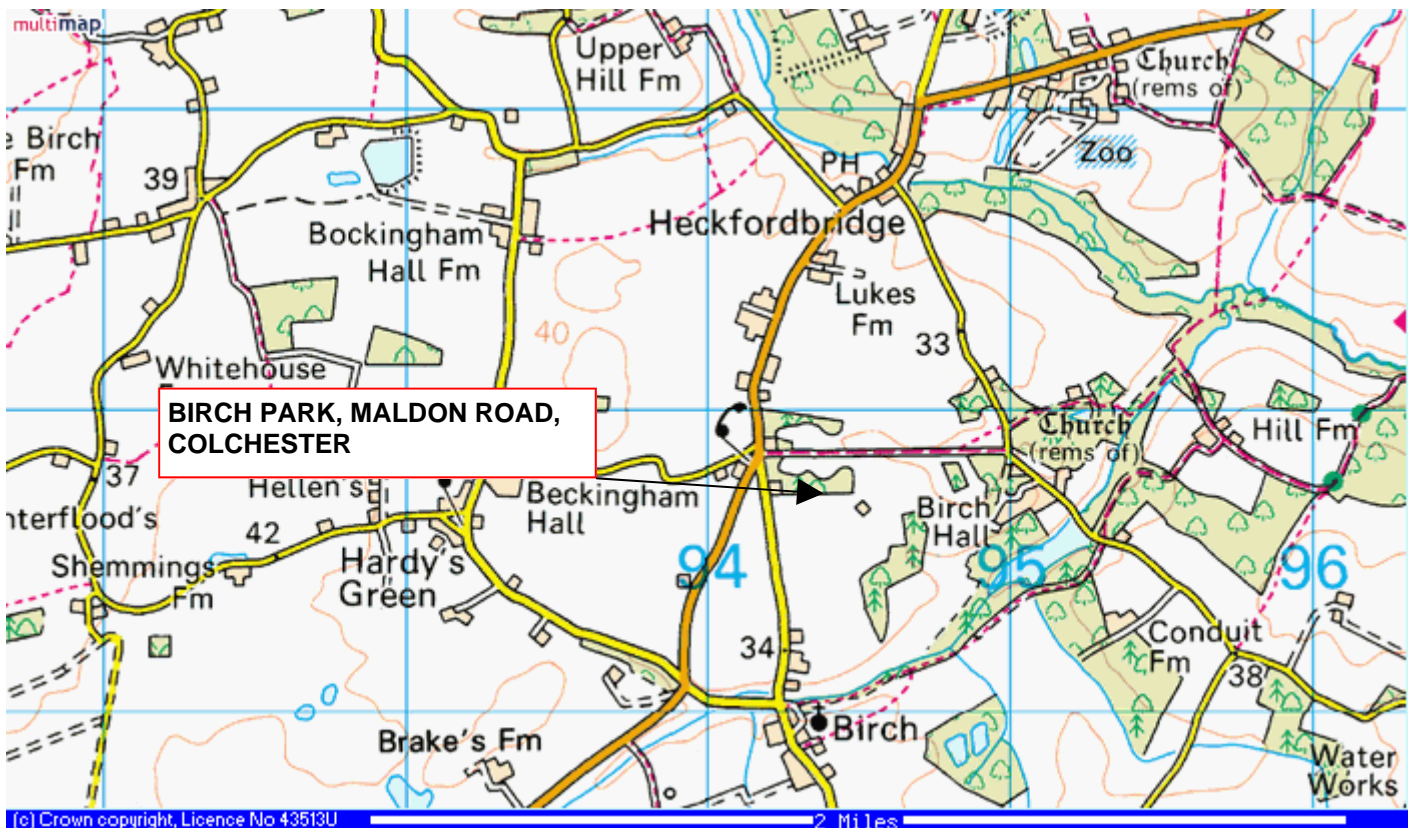 multimap
Upper
Hill Fm
Church
(rems of)
Birch
Fm
39
PH
Zoo
Bockingham
Hall Fm
Heckfordbridge
Lukes
Fm
40
33
Whitehouse
BIRCH PARK, MALDON ROAD,
COLCHESTER
Church
(rems of)
Hill Fm
37
Hellen's
Beckingham
Hall
Birch
Hall
nterflood's
42
Shemmings
Fm
Hardy's
Green
94
95
96
34
Conduit
Fm
38
Birch
Brake's Fm
Water
Works
(c) Crown copyright, Licence No 43513U
2 Miles